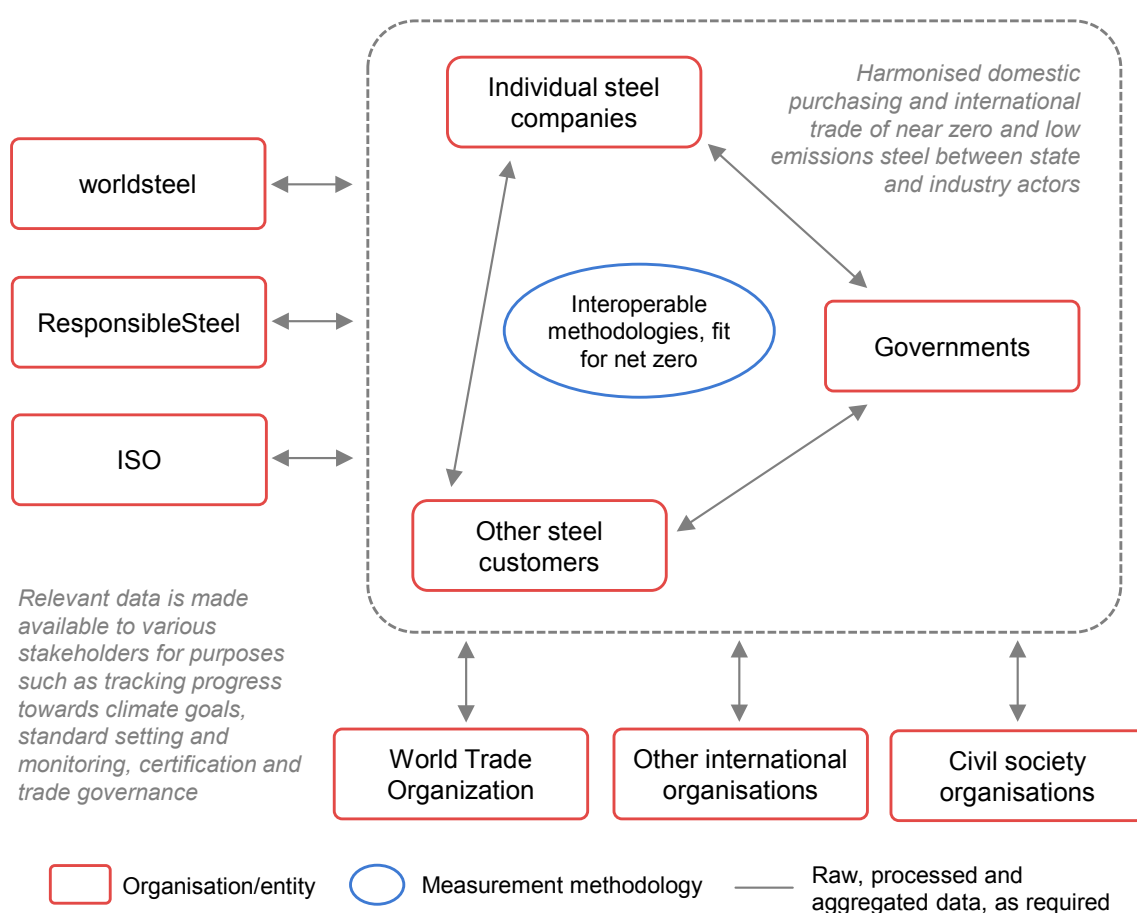 Individual steel
companies
Harmonised domestic
purchasing and international
trade of near zero and low
emissions steel between state
and industry actors
worldsteel
ResponsibleSteel
ISO
Interoperable
methodologies, fit
for net zero
Governments
Other steel
customers
Relevant data is made
available to various
stakeholders for purposes
such as tracking progress
towards climate goals,
standard setting and
monitoring, certification and
trade governance
World Trade
Organization
Other international
organisations
Civil society
organisations
Organisation/entity
Measurement methodology
Raw, processed and
aggregated data, as required